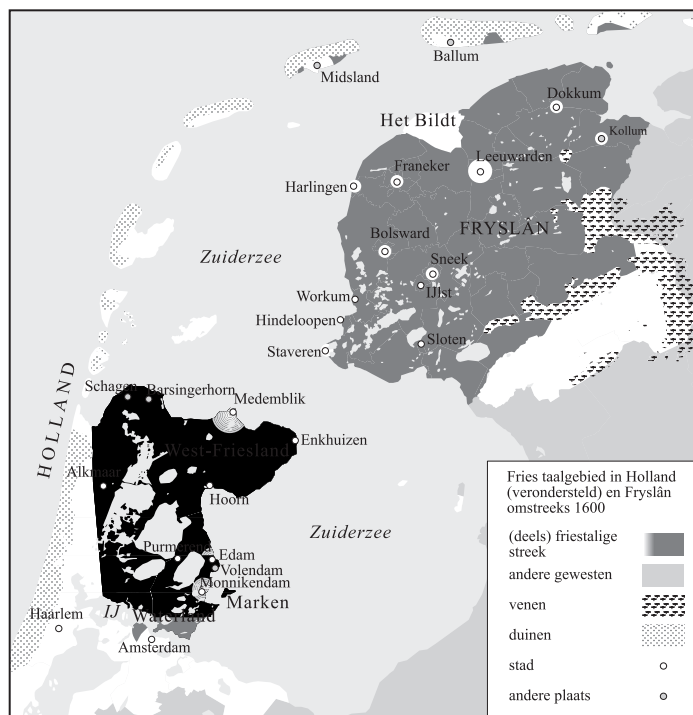 Ballum
Midsland
Dokkum
Het Bildt
Kollum
Leeuwarden
Franeker
Harlingen
FRYSLÂN
Bolsward
Zuiderzee
Sneek
IJlst
Workum
Hindeloopen
Sloten
Staveren
HOLLAND
Schagen
Barsingerhorn
Medemblik
Enkhuizen
West-Friesland
Alkmaar
Hoorn
Zuiderzee
Purmerend
Edam
Volendam
Monnikendam
Marken
IJ
Waterland
Haarlem
Amsterdam
Fries taalgebied in Holland
(verondersteld) en Fryslân
omstreeks 1600
(deels) friestalige
streek
andere gewesten
venen
duinen
stad
andere plaats